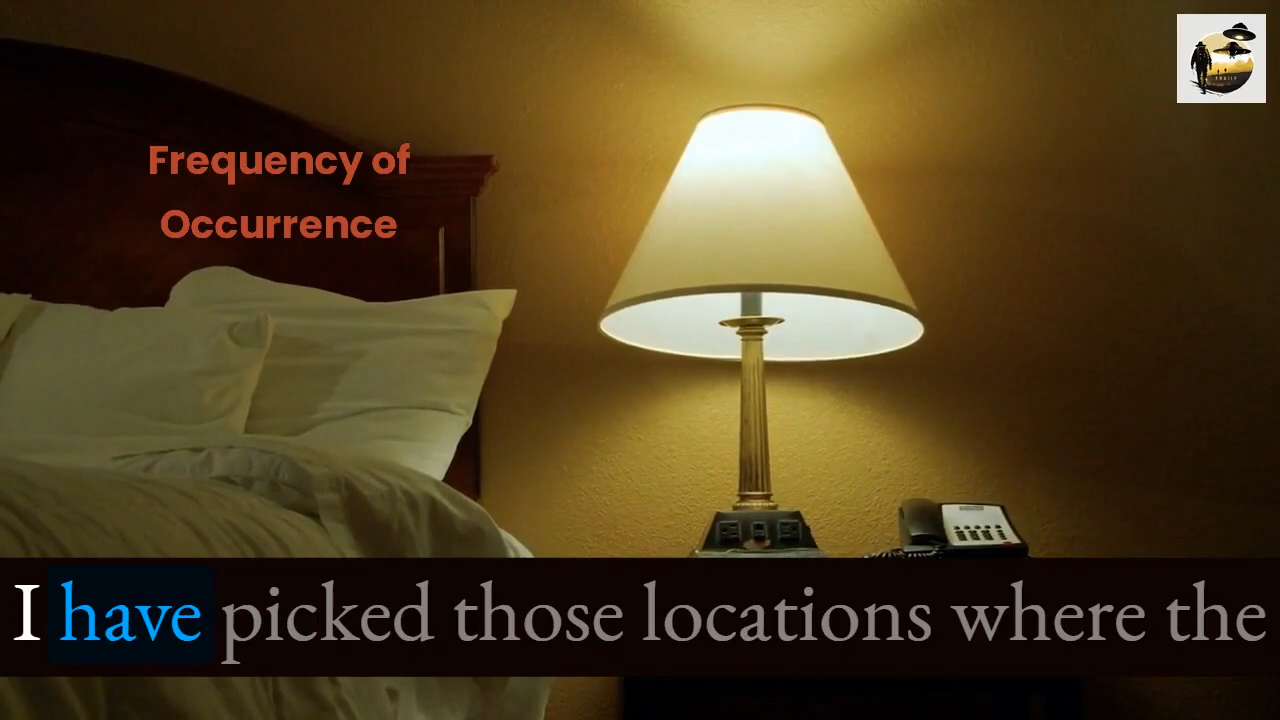 Frequency of
Occurrence
I have picked those locations where the